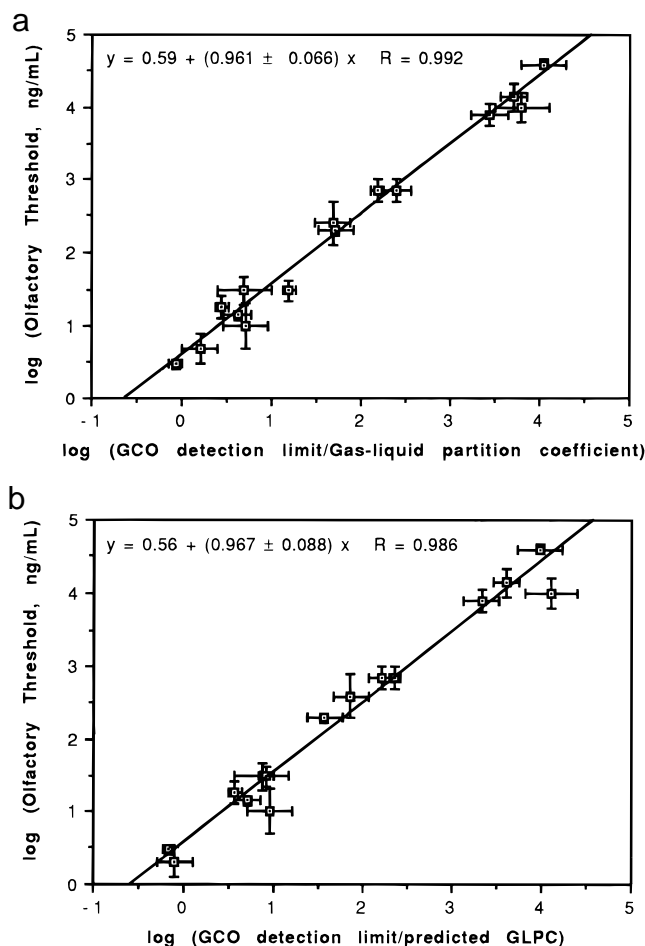 a
y = 0.59 + (0.961 ± 0.066) x R = 0.992
5
4
3
2
1
0
-1 0 1 2 3 4 5
log (Olfactory Threshold, ng/mL)
log (GCO detection limit/Gas-liquid partition coefficient)
b
y = 0.56 + (0.967 ± 0.088) x R = 0.986
5
4
3
2
1
0
-1 0 1 2 3 4 5
log (Olfactory Threshold, ng/mL)
log (GCO detection limit/predicted GLPC)